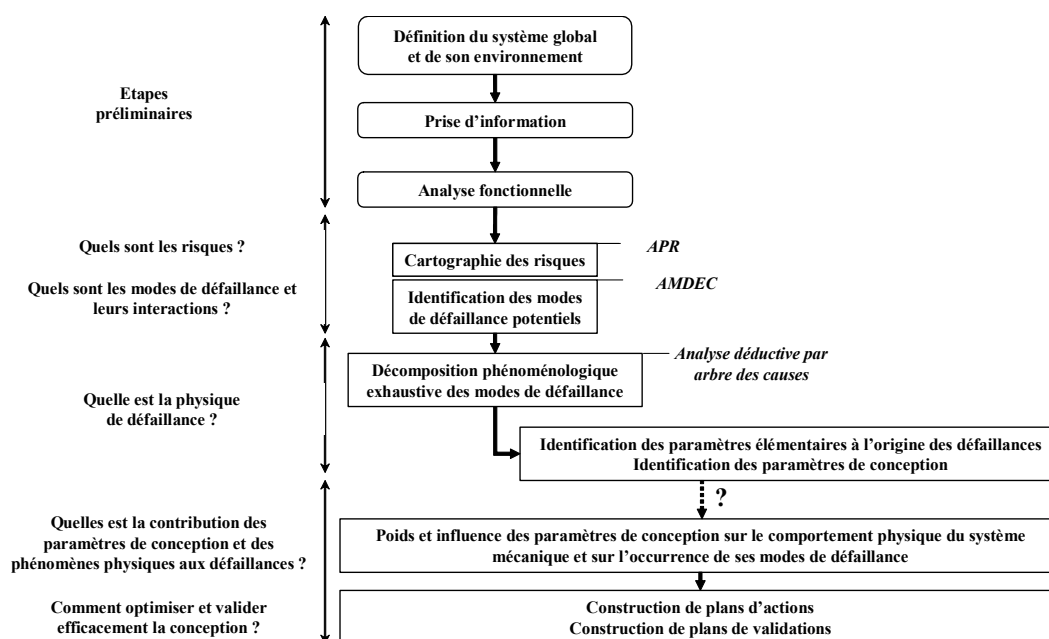 Définition du système global
et de son environnement
Etapes
préliminaires
Prise d'information
Analyse fonctionnelle
Quels sont les risques ?
APR
Cartographie des risques
Quels sont les modes de défaillance et
leurs interactions ?
AMDEC
Identification des modes
de défaillance potentiels
Quelle est la physique
de défaillance ?
Décomposition phénoménologique
exhaustive des modes de défaillance
Analyse déductive par
arbre des causes
Identification des paramètres élémentaires à l'origine des défaillances
Identification des paramètres de conception
?
Quelles est la contribution des
paramètres de conception et des
phénomènes physiques aux défaillances ?
Poids et influence des paramètres de conception sur le comportement physique du système
mécanique et sur l'occurrence de ses modes de défaillance
Comment optimiser et valider
efficacement la conception ?
Construction de plans d'actions
Construction de plans de validations